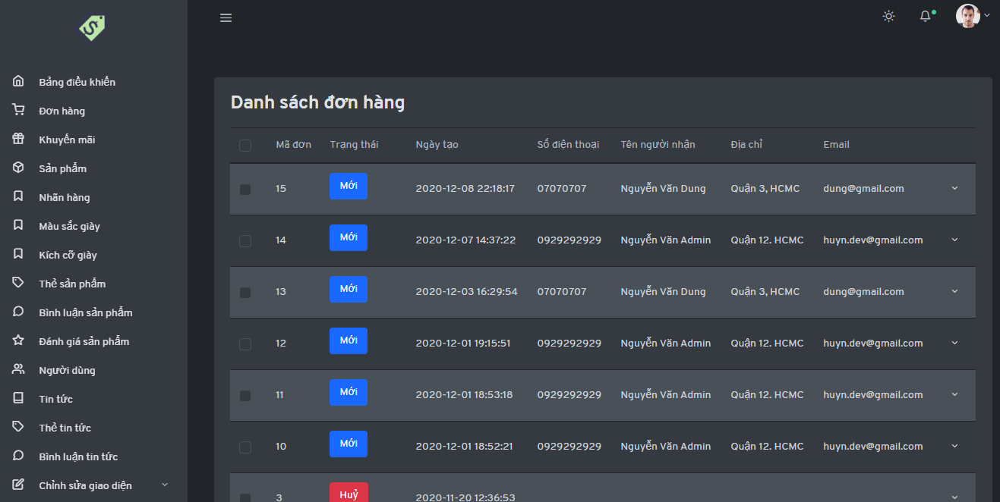 Bảng điều khiển
Đơn hàng
Khuyến mãi
Sản phẩm
Nhãn hàng
Màu sắc giày
Kích cỡ giày
Thẻ sản phẩm
Bình luận sản phẩm
Đánh giá sản phẩm
Người dùng
Tin tức
Thẻ tin tức
Bình luận tin tức
Chỉnh sửa giao diện
Danh sách đơn hàng
Mã đơn Trạng thái Ngày tạo Số điện thoại Tên người nhận Địa chỉ Email
15 Mới 2020-12-08 22:18:17 07070707 Nguyễn Văn Dung Quận 3, HCMC dung@gmail.com
14 Mới 2020-12-07 14:37:22 0929292929 Nguyễn Văn Admin Quận 12. HCMC huyn.dev@gmail.com
13 Mới 2020-12-03 16:29:54 07070707 Nguyễn Văn Dung Quận 3, HCMC dung@gmail.com
12 Mới 2020-12-01 19:15:51 0929292929 Nguyễn Văn Admin Quận 12. HCMC huyn.dev@gmail.com
11 Mới 2020-12-01 18:53:18 0929292929 Nguyễn Văn Admin Quận 12. HCMC huyn.dev@gmail.com
10 Mới 2020-12-01 18:52:21 0929292929 Nguyễn Văn Admin Quận 12. HCMC huyn.dev@gmail.com
3 Huỷ 2020-11-20 12:36:53